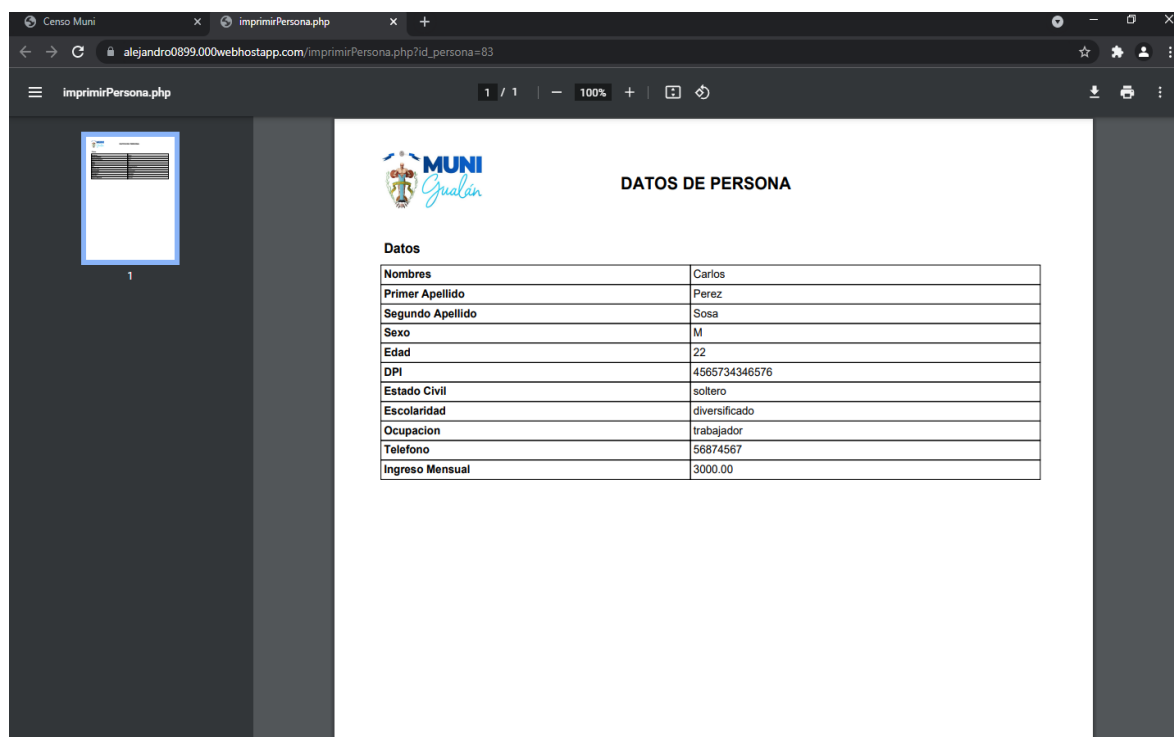 Censo Muni
imprimirPersona.php
alejandro0899.000webhostapp.com/imprimirPersona.php?id_persona=83
imprimirPersona.php
1 / 1
100%
1
MUNI
Gualán
DATOS DE PERSONA
Datos
Nombres Carlos
Primer Apellido Perez
Segundo Apellido Sosa
Sexo M
Edad 22
DPI 4565734346576
Estado Civil soltero
Escolaridad diversificado
Ocupacion trabajador
Telefono 56874567
Ingreso Mensual 3000.00